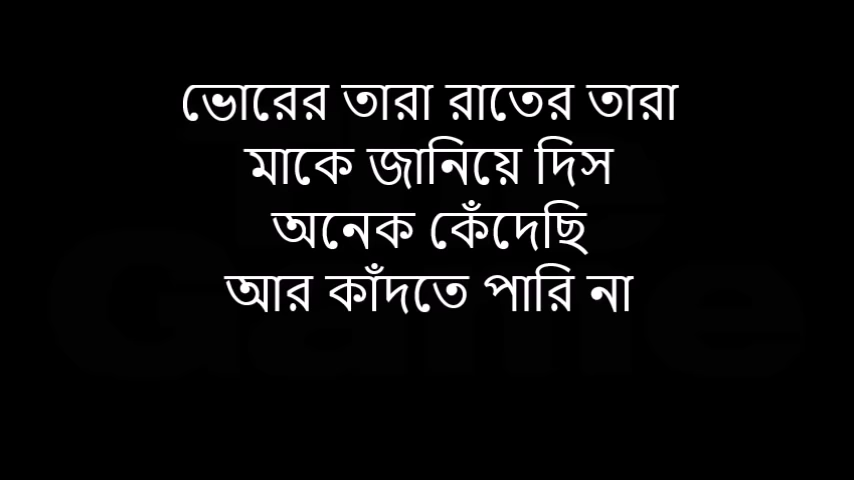 ভোরের তারা রাতের তারা
মাকে জানিয়ে দিস
অনেক কেঁদেছি
আর কাঁদতে পারি না